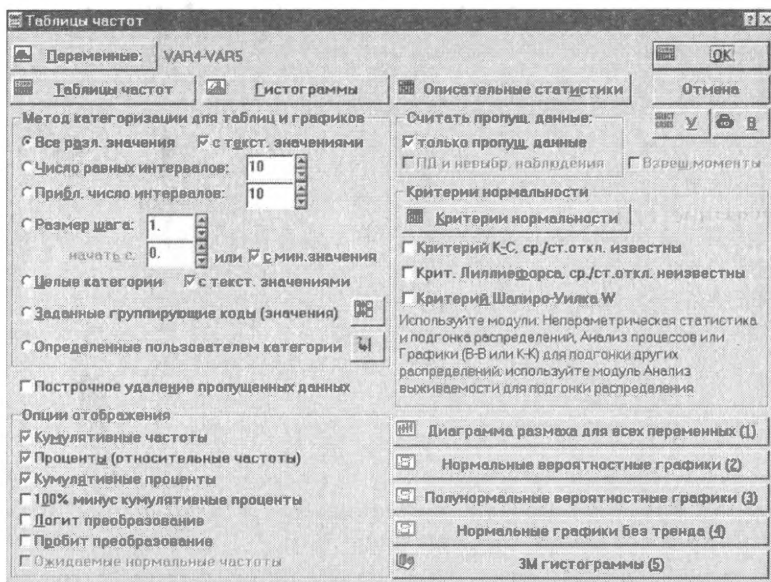 Таблицы частот
Переменные: VAR4-VAR5
OK
Таблицы частот
Гистограммы
Описательные статистики
Отмена
Метод категоризации для таблиц и графиков
Все разл. значения
с текст. значениями
Число равных интервалов: 10
Прибл. число интервалов: 10
Размер шага: 1.
начать с. 0. или с мин.значения
Целые категории
с текст. значениями
Заданные группирующие коды (значения)
Определенные пользователем категории
Построчное удаление пропущенных данных
Опции отображения
Кумулятивные частоты
Проценты (относительные частоты)
Кумулятивные проценты
100% минус кумулятивные проценты
Логит преобразование
Пробит преобразование
Ожидаемые нормальные частоты
Считать пропущ. данные:
только пропущ. данные
ПД и невыбр. наблюдения
SELECT CASES У
В
Взвеш.моменты
Критерии нормальности
Критерии нормальности
Критерий К-С, ср./ст.откл. известны
Крит. Лиллиефорса, ср./ст.откл. неизвестны
Критерий Шапиро-Уилка W
Используйте модули: Непараметрическая статистика
и подгонка распределений, Анализ процессов или
Графики (В-В или К-К) для подгонки других
распределений; используйте модуль Анализ
выживаемости для подгонки распределения
Диаграмма размаха для всех переменных (1)
Нормальные вероятностные графики (2)
Полунормальные вероятностные графики (3)
Нормальные графики без тренда (4)
3М гистограммы (5)